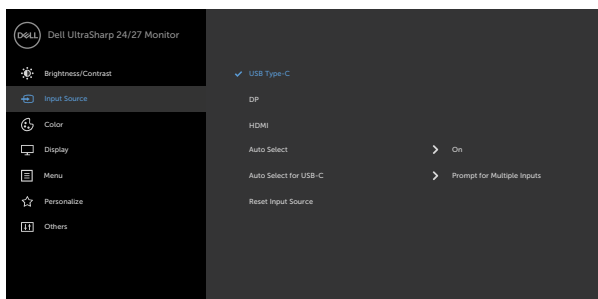 DELL Dell UltraSharp 24/27 Monitor
Brightness/Contrast
Input Source
Color
Display
Menu
Personalize
Others
USB Type-C
DP
HDMI
Auto Select On
Auto Select for USB-C Prompt for Multiple Inputs
Reset Input Source